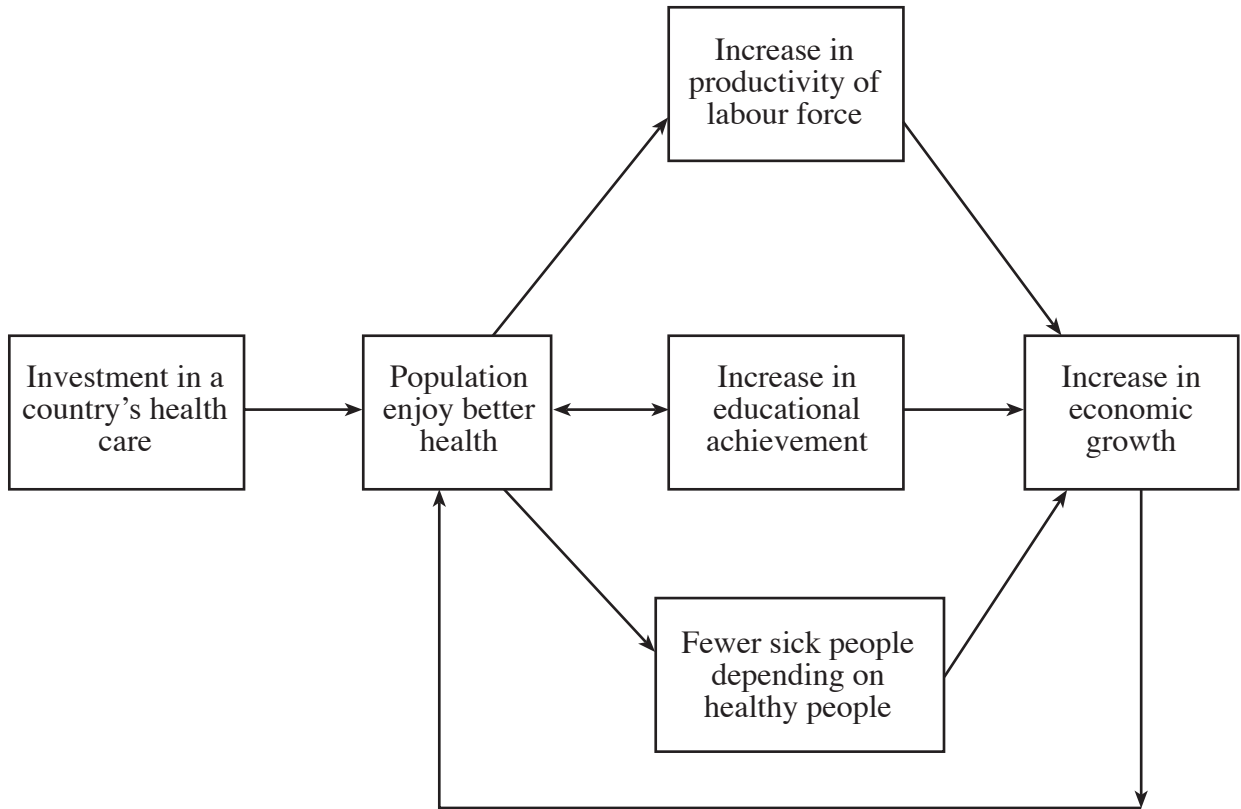 Increase in
productivity of
labour force
Investment in a
country’s health
care
Population
enjoy better
health
Increase in
educational
achievement
Increase in
economic
growth
Fewer sick people
depending on
healthy people